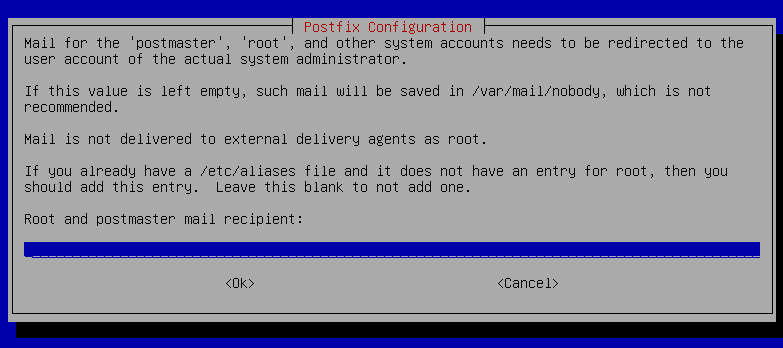 Postfix Configuration
Mail for the 'postmaster', 'root', and other system accounts needs to be redirected to the
user account of the actual system administrator.
If this value is left empty, such mail will be saved in /var/mail/nobody, which is not
recommended.
Mail is not delivered to external delivery agents as root.
If you already have a /etc/aliases file and it does not have an entry for root, then you
should add this entry.  Leave this blank to not add one.
Root and postmaster mail recipient:
<Ok> <Cancel>